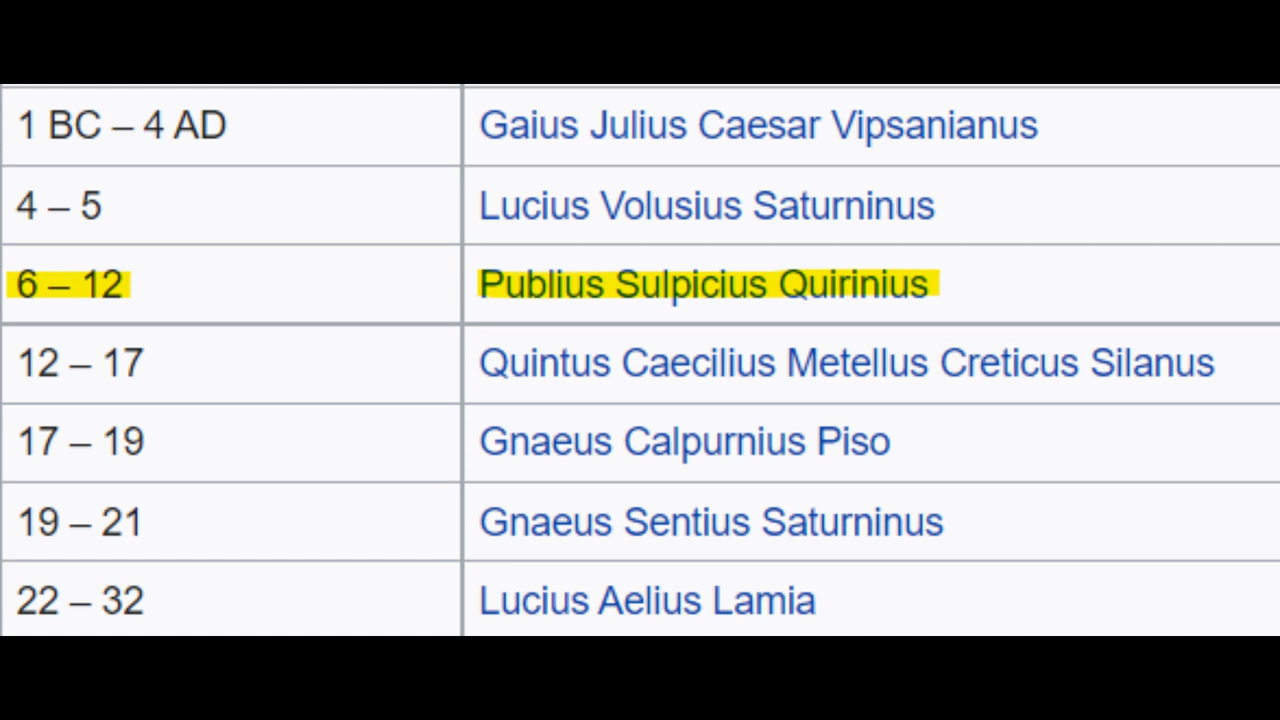 1 BC – 4 AD Gaius Julius Caesar Vipsanianus
4 – 5 Lucius Volusius Saturninus
6 – 12 Publius Sulpicius Quirinius
12 – 17 Quintus Caecilius Metellus Creticus Silanus
17 – 19 Gnaeus Calpurnius Piso
19 – 21 Gnaeus Sentius Saturninus
22 – 32 Lucius Aelius Lamia